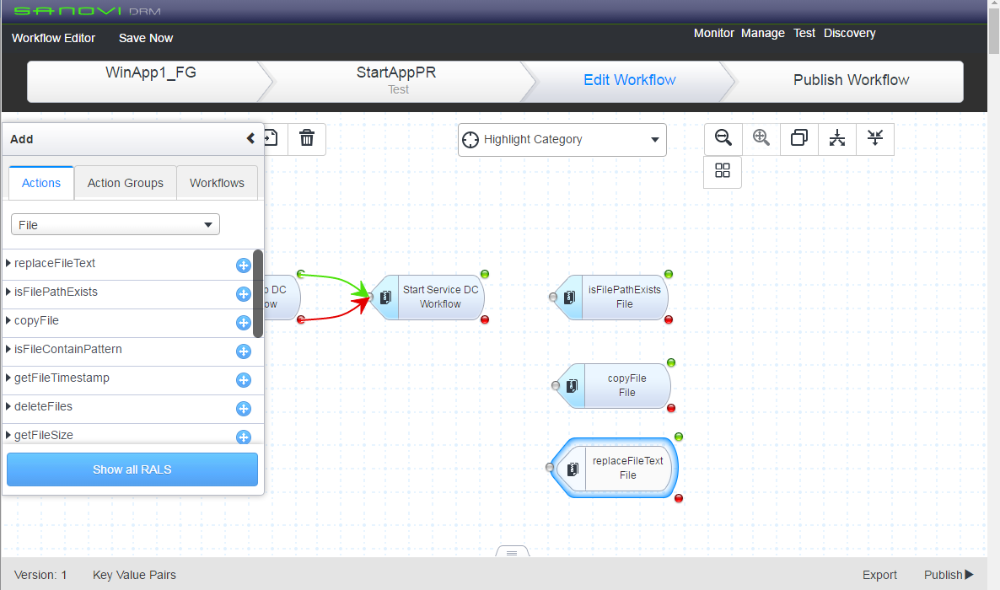 SANOVI DRM
Workflow Editor
Save Now
Monitor Manage Test Discovery
WinApp1_FG
StartAppPR
Test
Edit Workflow
Publish Workflow
Add
Highlight Category
Actions
Action Groups
Workflows
File
replaceFileText
isFilePathExists
copyFile
isFileContainPattern
getFileTimestamp
deleteFiles
getFileSize
Show all RALS
DC
ow
Start Service DC
Workflow
isFilePathExists
File
copyFile
File
replaceFileText
File
Version: 1
Key Value Pairs
Export
Publish